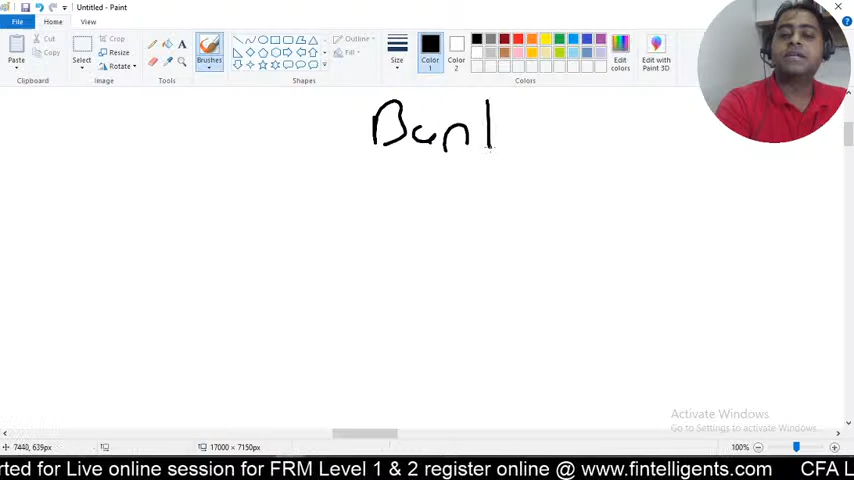 Untitled - Paint
File Home View
Paste Cut Copy Clipboard
Select Crop Resize Rotate Image
Tools
Brushes
Outline Fill Shapes
Size
Color 1 Color 2 Edit colors Colors
Edit with Paint 3D
Ban
Activate Windows
Go to Settings to activate Windows.
7440, 639px 17000 × 7150px 100%
rted for Live online session for FRM Level 1 & 2 register online @ www.fintelligents.com CFA L